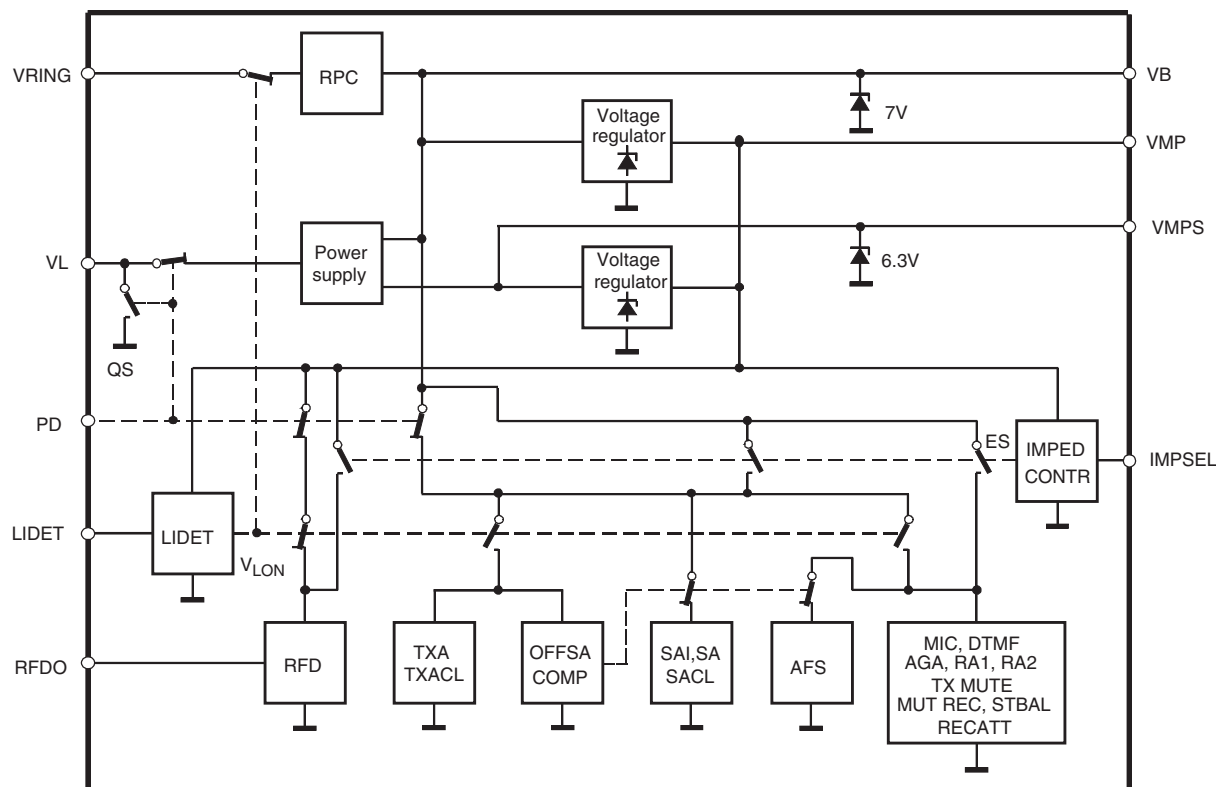 VRING
RPC
VB
7V
Voltage
regulator
VMP
VMPS
VL
Power
supply
Voltage
regulator
6.3V
QS
PD
ES
IMPED
CONTR
IMPSEL
LIDET
LIDET
VLON
RFDO
RFD
TXA
TXACL
OFFSA
COMP
SAI,SA
SACL
AFS
MIC, DTMF
AGA, RA1, RA2
TX MUTE
MUT REC, STBAL
RECATT